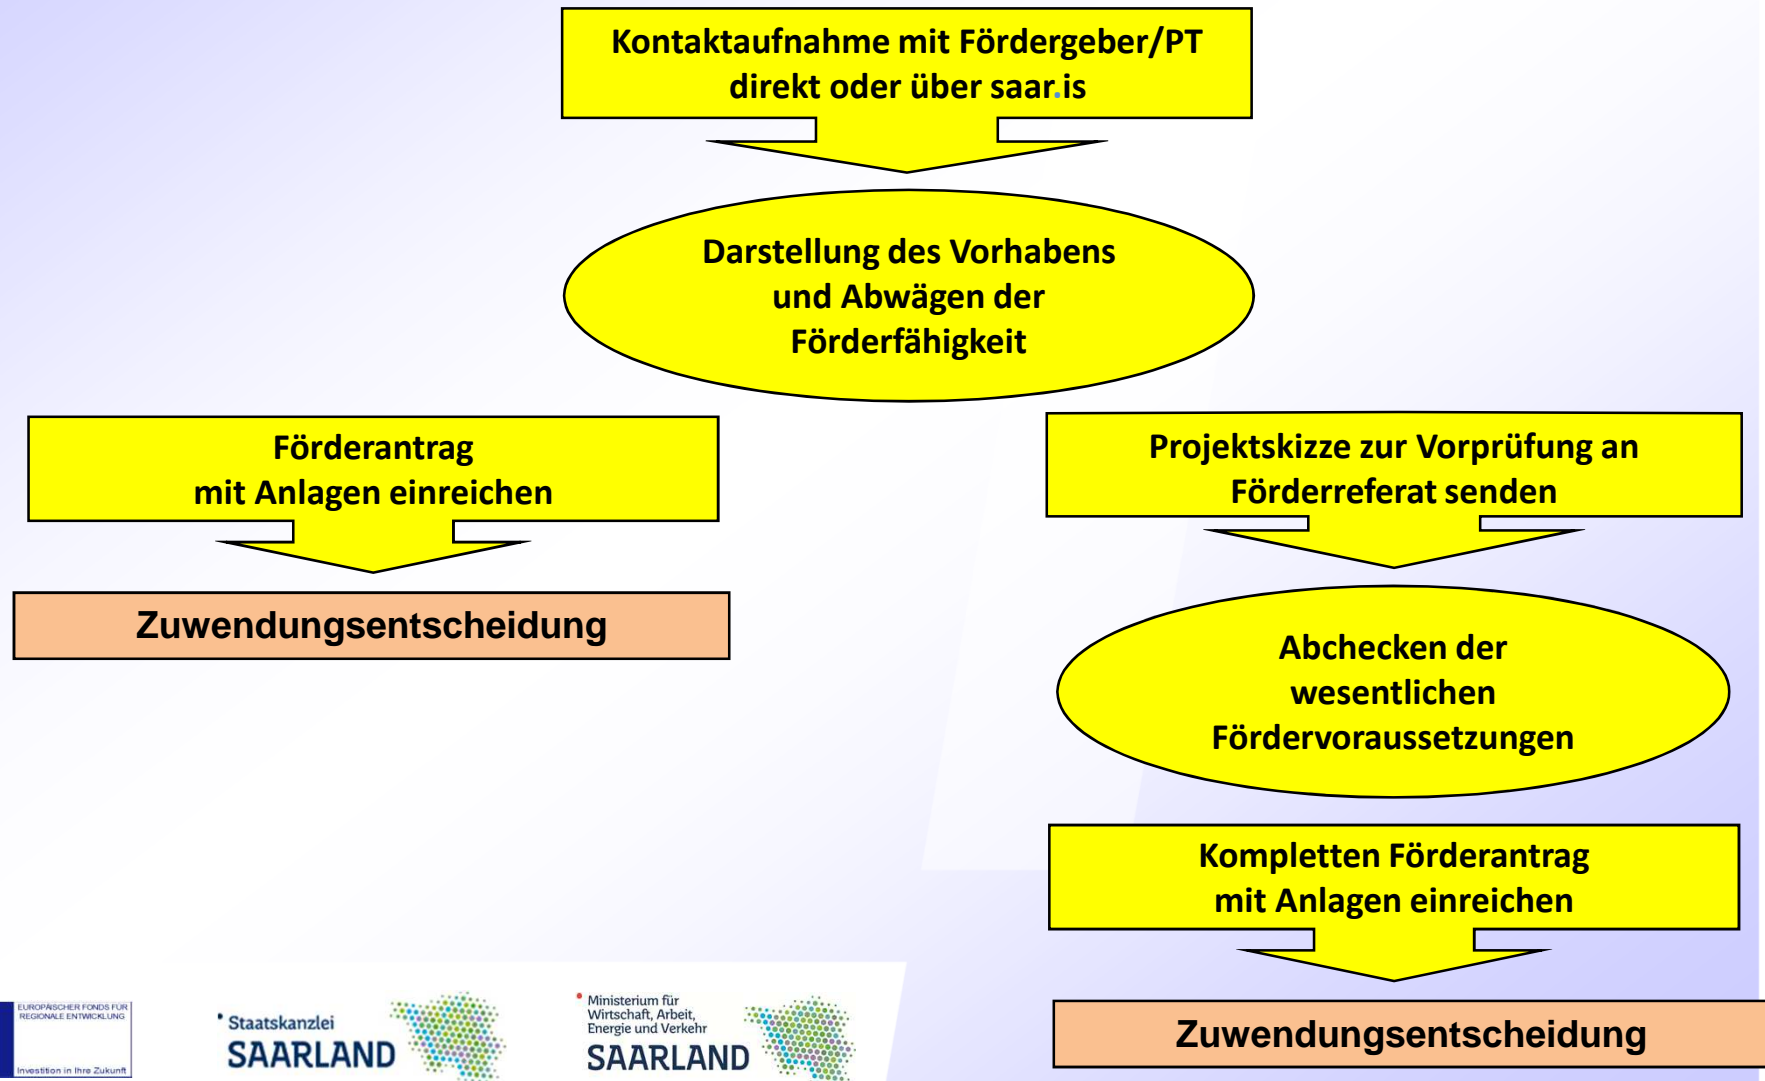 Kontaktaufnahme mit Fördergeber/PT
direkt oder über saar.is
Darstellung des Vorhabens
und Abwägen der
Förderfähigkeit
Förderantrag
mit Anlagen einreichen
Zuwendungsentscheidung
Projektskizze zur Vorprüfung an
Förderreferat senden
Abchecken der
wesentlichen
Fördervoraussetzungen
Kompletten Förderantrag
mit Anlagen einreichen
Zuwendungsentscheidung
EUROPÄISCHER FONDS FÜR
REGIONALE ENTWICKLUNG
Investition in Ihre Zukunft
Staatskanzlei
SAARLAND
Ministerium für
Wirtschaft, Arbeit,
Energie und Verkehr
SAARLAND